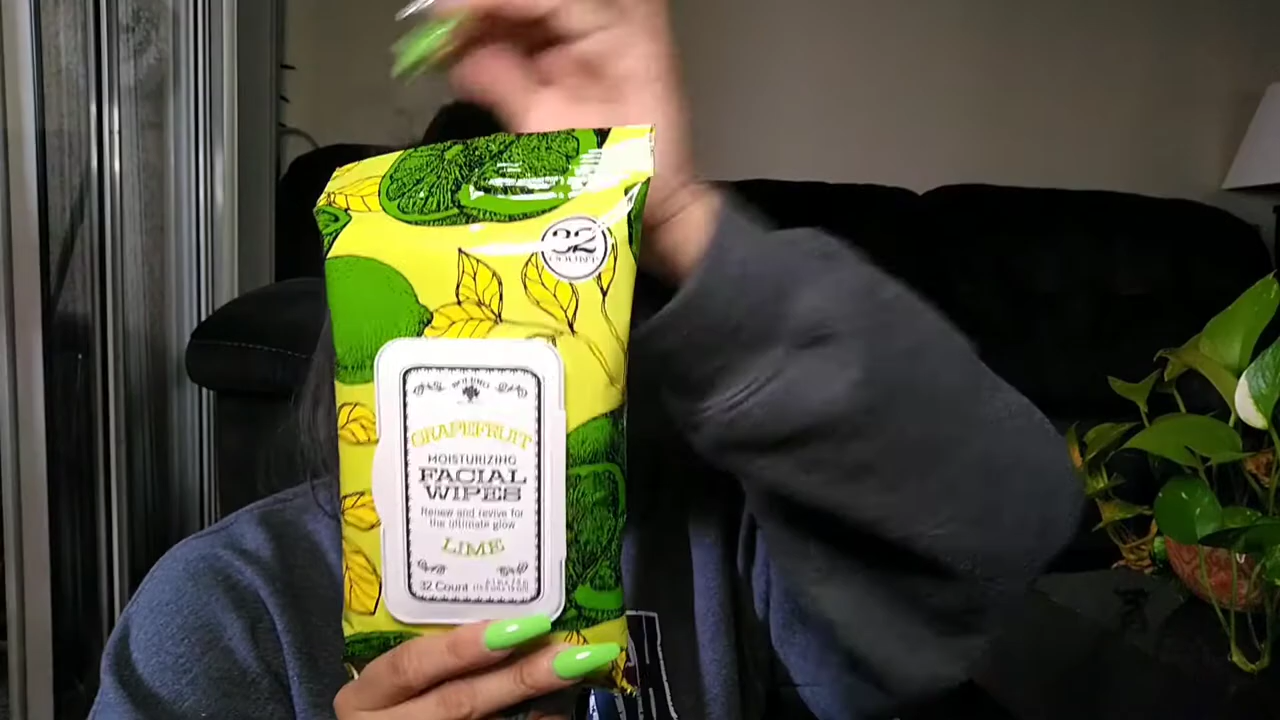 32
COUNT
GRAPEFRUIT
MOISTURIZING
FACIAL
WIPES
Renew and revive for
the ultimate glow
LIME
32 Count